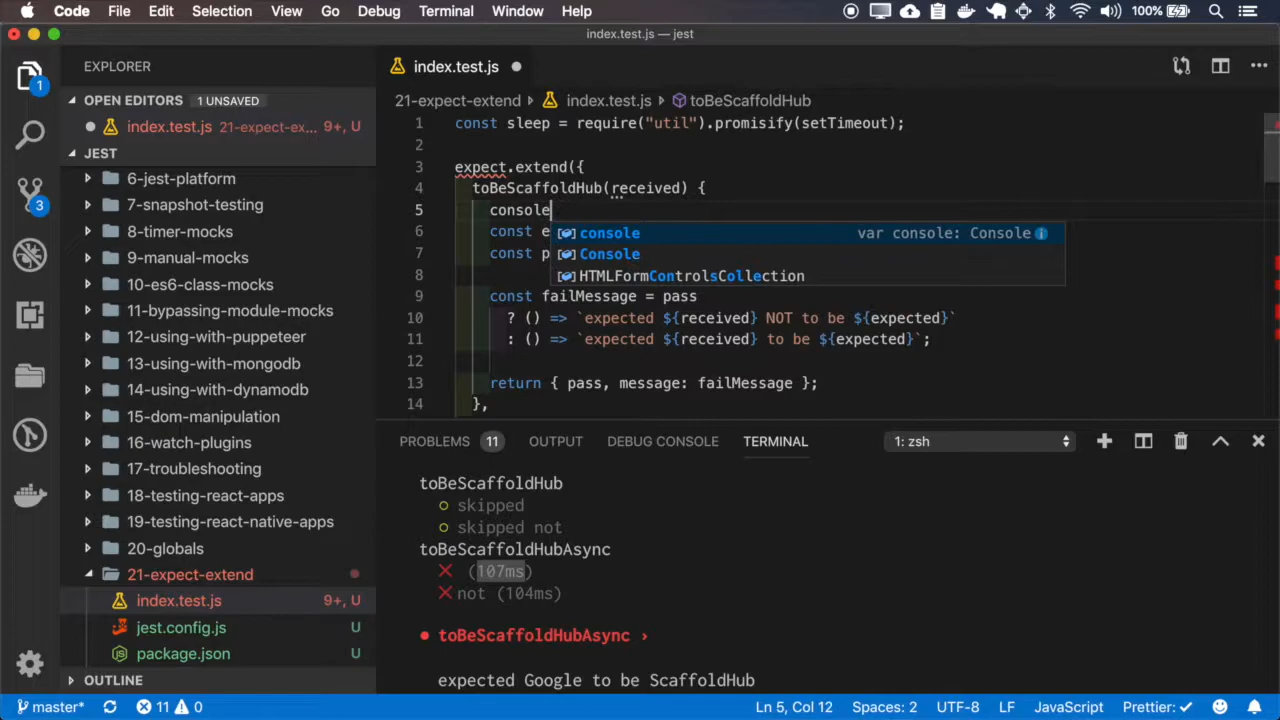 Code File Edit Selection View Go Debug Terminal Window Help 100%
index.test.js — jest
EXPLORER
OPEN EDITORS 1 UNSAVED
index.test.js 21-expect-ex... 9+, U
JEST
6-jest-platform
7-snapshot-testing
8-timer-mocks
9-manual-mocks
10-es6-class-mocks
11-bypassing-module-mocks
12-using-with-puppeteer
13-using-with-mongodb
14-using-with-dynamodb
15-dom-manipulation
16-watch-plugins
17-troubleshooting
18-testing-react-apps
19-testing-react-native-apps
20-globals
21-expect-extend
index.test.js 9+, U
jest.config.js U
package.json U
OUTLINE
1
3
index.test.js
21-expect-extend › index.test.js › toBeScaffoldHub
1 const sleep = require("util").promisify(setTimeout);
2
3 expect.extend({
4 toBeScaffoldHub(received) {
5 console
6 const e
7 const p
8
console var console: Console
Console
HTMLFormControlsCollection
9 const failMessage = pass
10 ? () => `expected ${received} NOT to be ${expected}`
11 : () => `expected ${received} to be ${expected}`;
12
13 return { pass, message: failMessage };
14 },
PROBLEMS 11 OUTPUT DEBUG CONSOLE TERMINAL 1: zsh
toBeScaffoldHub
○ skipped
○ skipped not
toBeScaffoldHubAsync
✕ (107ms)
✕ not (104ms)
● toBeScaffoldHubAsync ›
expected Google to be ScaffoldHub
master* 11 0 Ln 5, Col 12 Spaces: 2 UTF-8 LF JavaScript Prettier: ✓